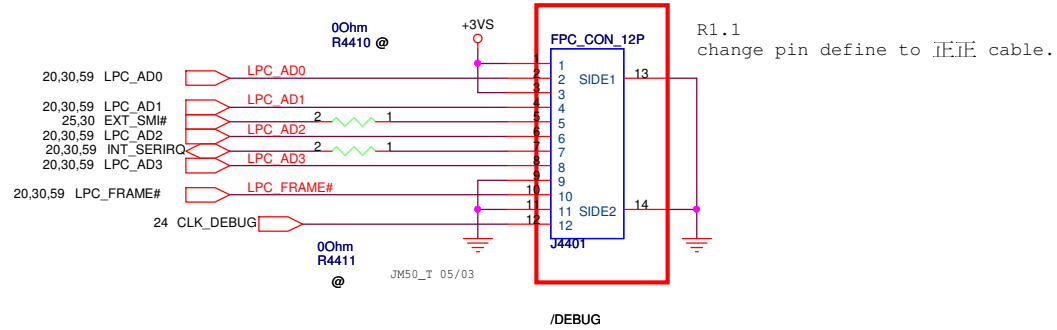 R1.1
change pin define to 正正 cable.
0Ohm
R4410 @
+3VS
FPC_CON_12P
20,30,59 LPC_AD0
LPC_AD0
20,30,59 LPC_AD1
LPC_AD1
25,30 EXT_SMI#
2 1
20,30,59 LPC_AD2
LPC_AD2
20,30,59 INT_SERIRQ
2 1
20,30,59 LPC_AD3
LPC_AD3
20,30,59 LPC_FRAME#
LPC_FRAME#
24 CLK_DEBUG
1 1
2 2 SIDE1 13
3 3
4 4
5 5
6 6
7 7
8 8
9 9
10 10
11 11 SIDE2 14
12 12
J4401
0Ohm
R4411
@
JM50_T 05/03
/DEBUG